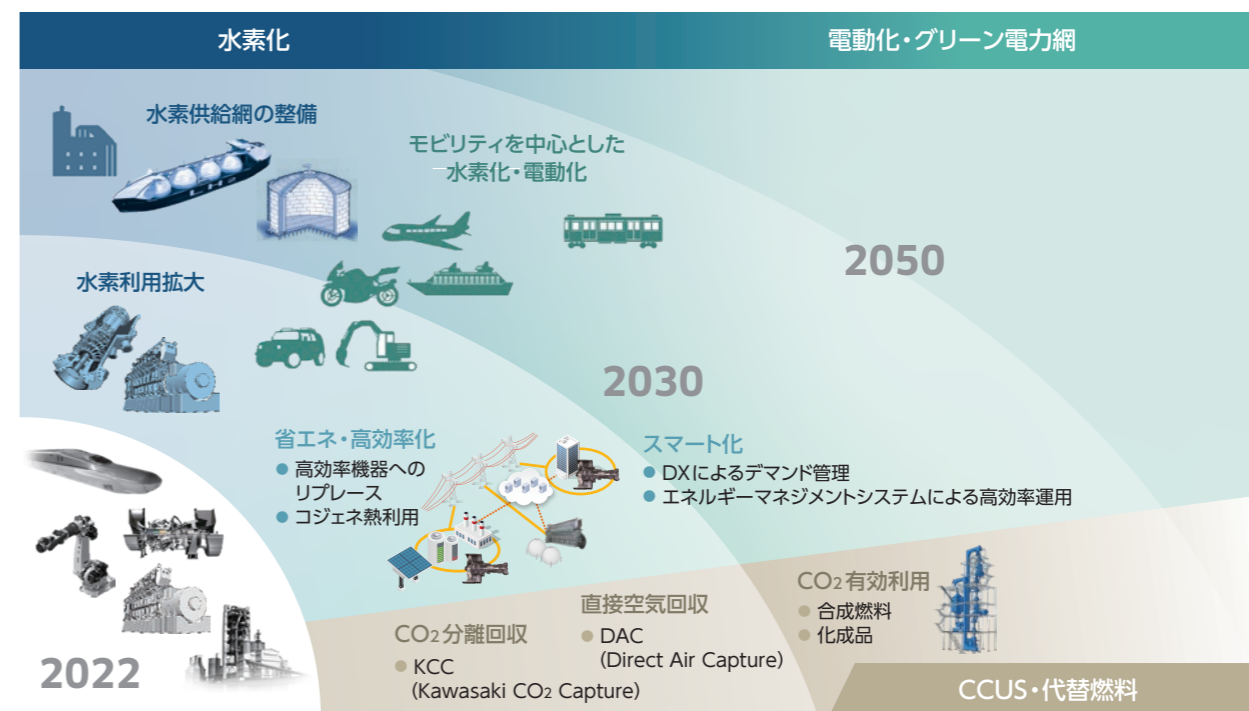 水素化
電動化・グリーン電力網
水素供給網の整備
モビリティを中心とした
水素化・電動化
LH2
水素利用拡大
2050
2030
省エネ・高効率化
● 高効率機器への
リプレース
● コジェネ熱利用
スマート化
● DXによるデマンド管理
● エネルギーマネジメントシステムによる高効率運用
2022
CO2分離回収
● KCC
(Kawasaki CO2 Capture)
直接空気回収
● DAC
(Direct Air Capture)
CO2有効利用
● 合成燃料
● 化成品
CCUS・代替燃料